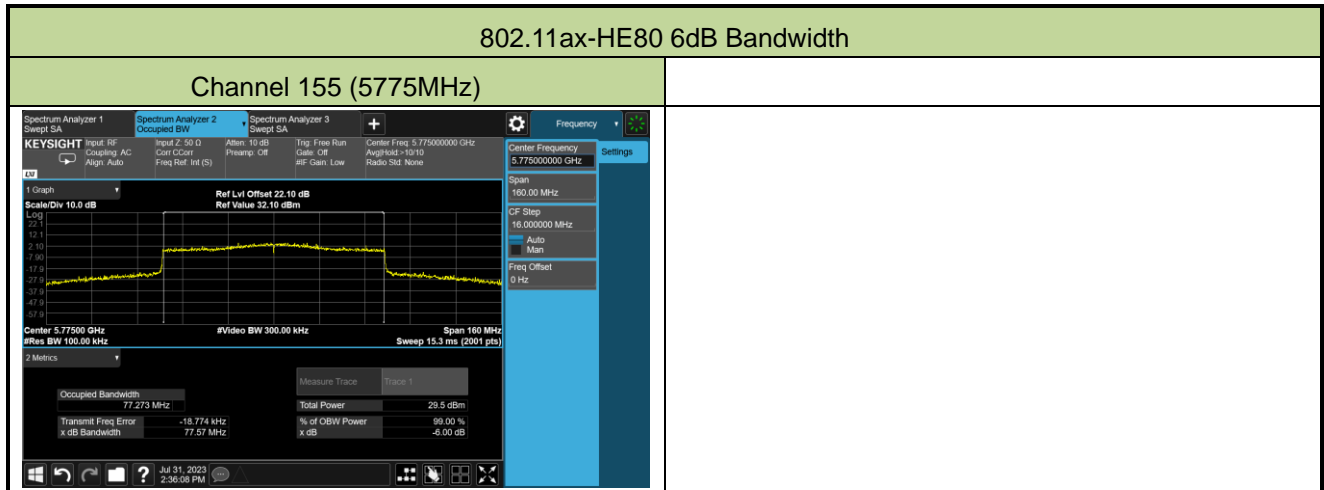 802.11ax-HE80 6dB Bandwidth
Channel 155 (5775MHz)
Spectrum Analyzer 1
Swept SA
Spectrum Analyzer 2
Occupied BW
Spectrum Analyzer 3
Swept SA
+
Frequency
KEYSIGHT
Input: RF
Coupling: AC
Align: Auto
Input Z: 50 Ω
Corr CCorr
Freq Ref: Int (S)
Atten: 10 dB
Preamp: Off
Trig: Free Run
Gate: Off
#IF Gain: Low
Center Freq: 5.775000000 GHz
Avg|Hold:>10/10
Radio Std: None
LXI
Center Frequency
5.775000000 GHz
Settings
Span
160.00 MHz
CF Step
16.000000 MHz
Auto
Man
Freq Offset
0 Hz
1 Graph
Scale/Div 10.0 dB
Ref Lvl Offset 22.10 dB
Ref Value 32.10 dBm
Log
22.1
12.1
2.10
-7.90
-17.9
-27.9
-37.9
-47.9
-57.9
Center 5.77500 GHz
#Video BW 300.00 kHz
Span 160 MHz
#Res BW 100.00 kHz
Sweep 15.3 ms (2001 pts)
2 Metrics
Measure Trace
Trace 1
Occupied Bandwidth
77.273 MHz
Total Power
29.5 dBm
Transmit Freq Error
-18.774 kHz
% of OBW Power
99.00 %
x dB Bandwidth
77.57 MHz
x dB
-6.00 dB
?
Jul 31, 2023
2:36:08 PM